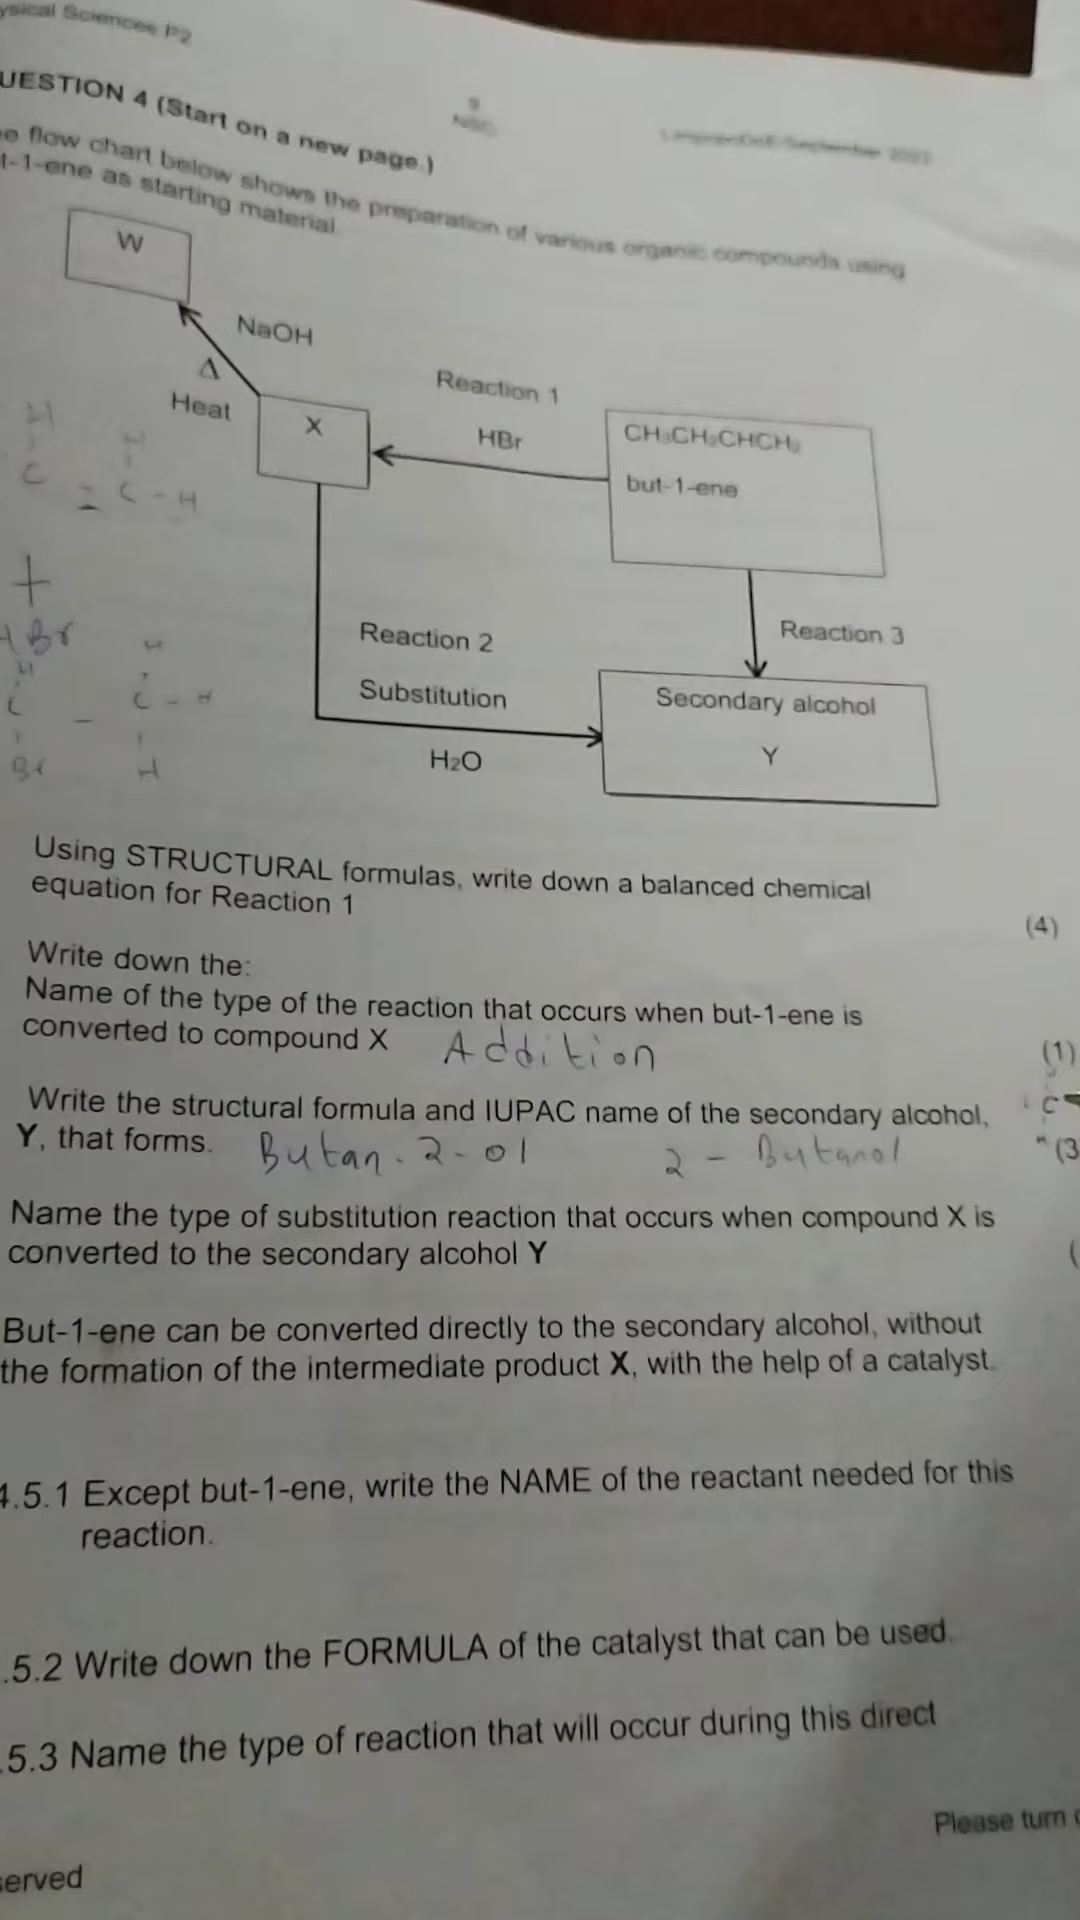 ysical Sciences P2
9
NSC
UESTION 4 (Start on a new page.)
e flow chart below shows the preparation of various organic compounds using
t-1-ene as starting material.
W
NaOH
Δ
Heat
X
Reaction 1
HBr
CH₃CH₂CHCH₂
but-1-ene
Reaction 2
Substitution
H₂O
Reaction 3
Secondary alcohol
Y
H
H
C = C - H
+
HBr
H
H
C - C - H
Br
H
Using STRUCTURAL formulas, write down a balanced chemical
equation for Reaction 1
(4)
Write down the:
Name of the type of the reaction that occurs when but-1-ene is
converted to compound X Addition
(1)
Write the structural formula and IUPAC name of the secondary alcohol,
Y, that forms. Butan-2-ol 2-Butanol
(3
Name the type of substitution reaction that occurs when compound X is
converted to the secondary alcohol Y
(
But-1-ene can be converted directly to the secondary alcohol, without
the formation of the intermediate product X, with the help of a catalyst.
4.5.1 Except but-1-ene, write the NAME of the reactant needed for this
reaction.
.5.2 Write down the FORMULA of the catalyst that can be used.
.5.3 Name the type of reaction that will occur during this direct
Please turn o
served